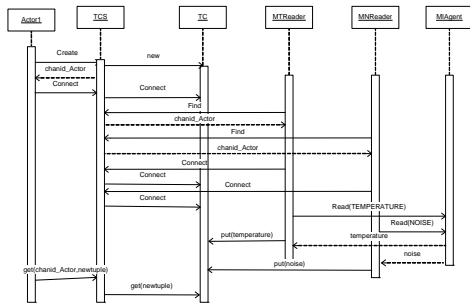 Actor1 TCS TC MTReader MNReader MIAgent
Create
new
chanid_Actor
Connect
Connect
Find
chanid_Actor
Find
chanid_Actor
Connect
Connect
Connect
Connect
Read(TEMPERATURE)
Read(NOISE)
put(temperature)
temperature
noise
put(noise)
get(chanid_Actor,newtuple)
get(newtuple)